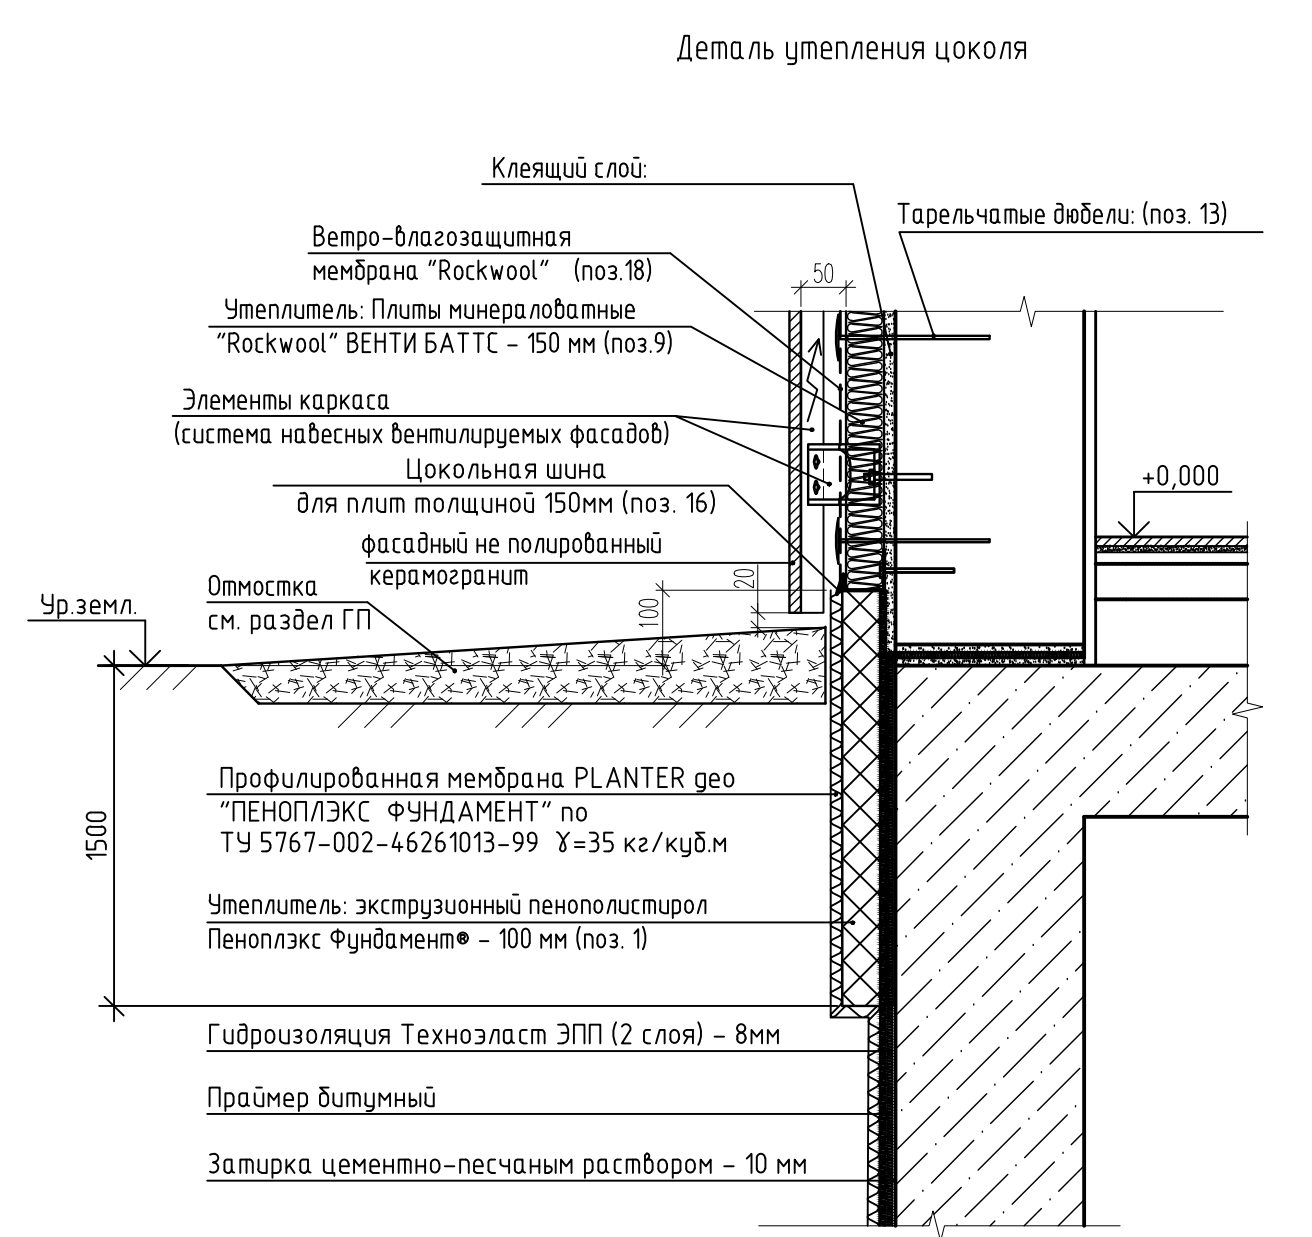 Деталь утепления цоколя
Клеящий слой:
Тарельчатые дюбели: (поз. 13)
Ветро-влагозащитная
мембрана "Rockwool" (поз.18)
50
Утеплитель: Плиты минераловатные
"Rockwool" ВЕНТИ БАТТС - 150 мм (поз.9)
Элементы каркаса
(система навесных вентилируемых фасадов)
Цокольная шина
для плит толщиной 150мм (поз. 16)
+0,000
фасадный не полированный
керамогранит
20
100
Отмостка
см. раздел ГП
Ур.земл.
Профилированная мембрана PLANTER geo
"ПЕНОПЛЭКС ФУНДАМЕНТ" по
ТУ 5767-002-46261013-99 ɣ=35 кг/куб.м
1500
Утеплитель: экструзионный пенополистирол
Пеноплэкс Фундамент® - 100 мм (поз. 1)
Гидроизоляция Техноэласт ЭПП (2 слоя) - 8мм
Праймер битумный
Затирка цементно-песчаным раствором - 10 мм